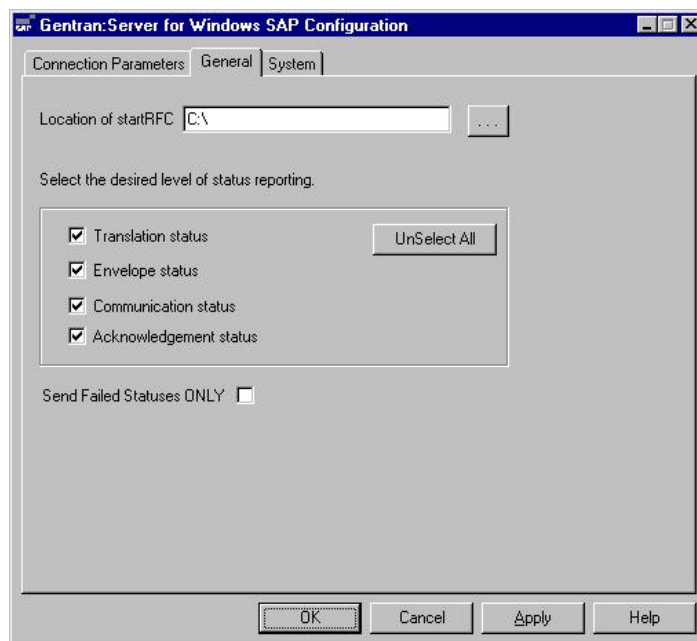 Gentran:Server for Windows SAP Configuration
Connection Parameters General System
Location of startRFC C:\ ...
Select the desired level of status reporting.
Translation status UnSelect All
Envelope status
Communication status
Acknowledgement status
Send Failed Statuses ONLY
OK Cancel Apply Help